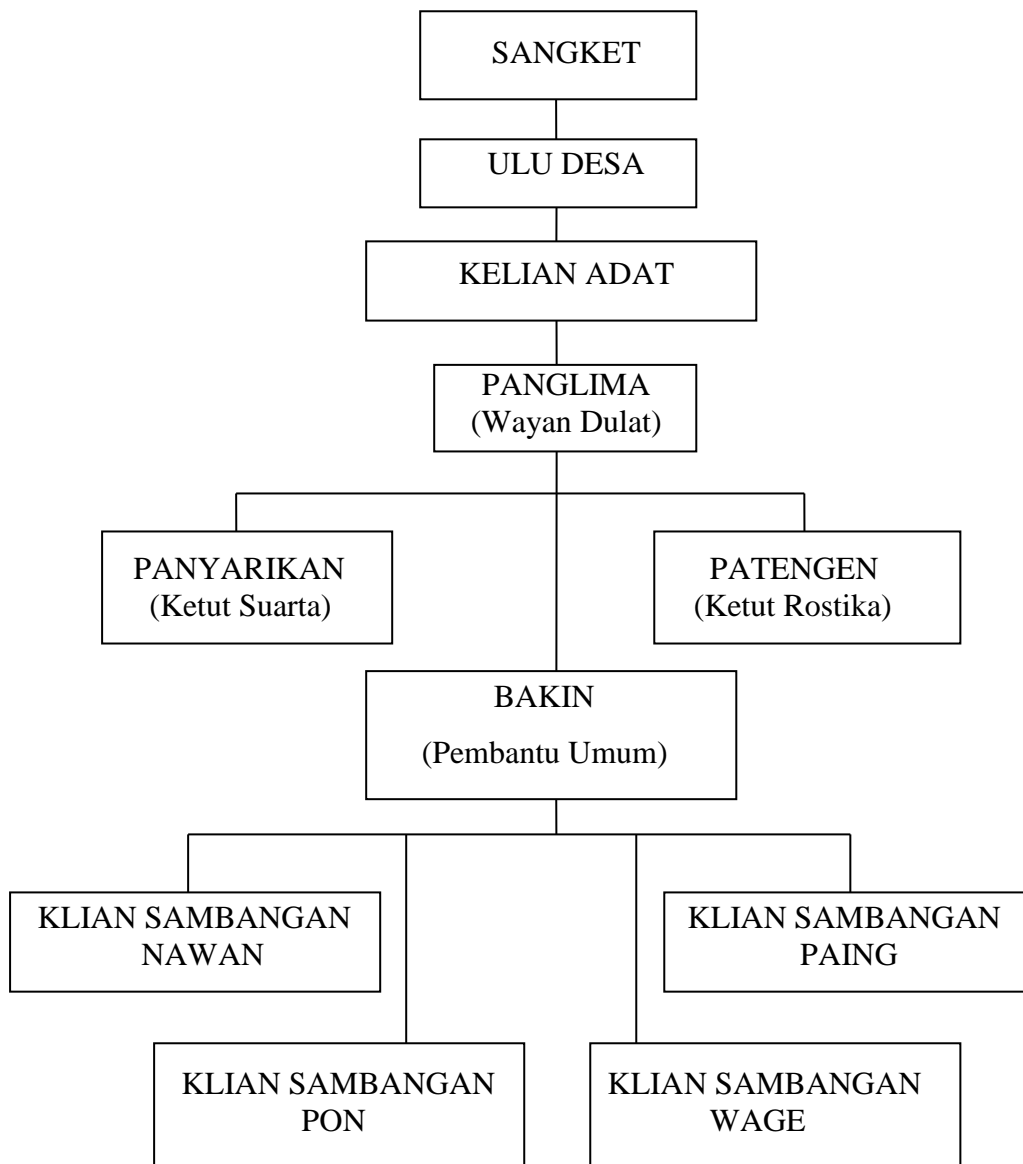 SANGKET
ULU DESA
KELIAN ADAT
PANGLIMA
(Wayan Dulat)
PANYARIKAN
(Ketut Suarta)
PATENGEN
(Ketut Rostika)
BAKIN
(Pembantu Umum)
KLIAN SAMBANGAN
NAWAN
KLIAN SAMBANGAN
PAING
KLIAN SAMBANGAN
PON
KLIAN SAMBANGAN
WAGE